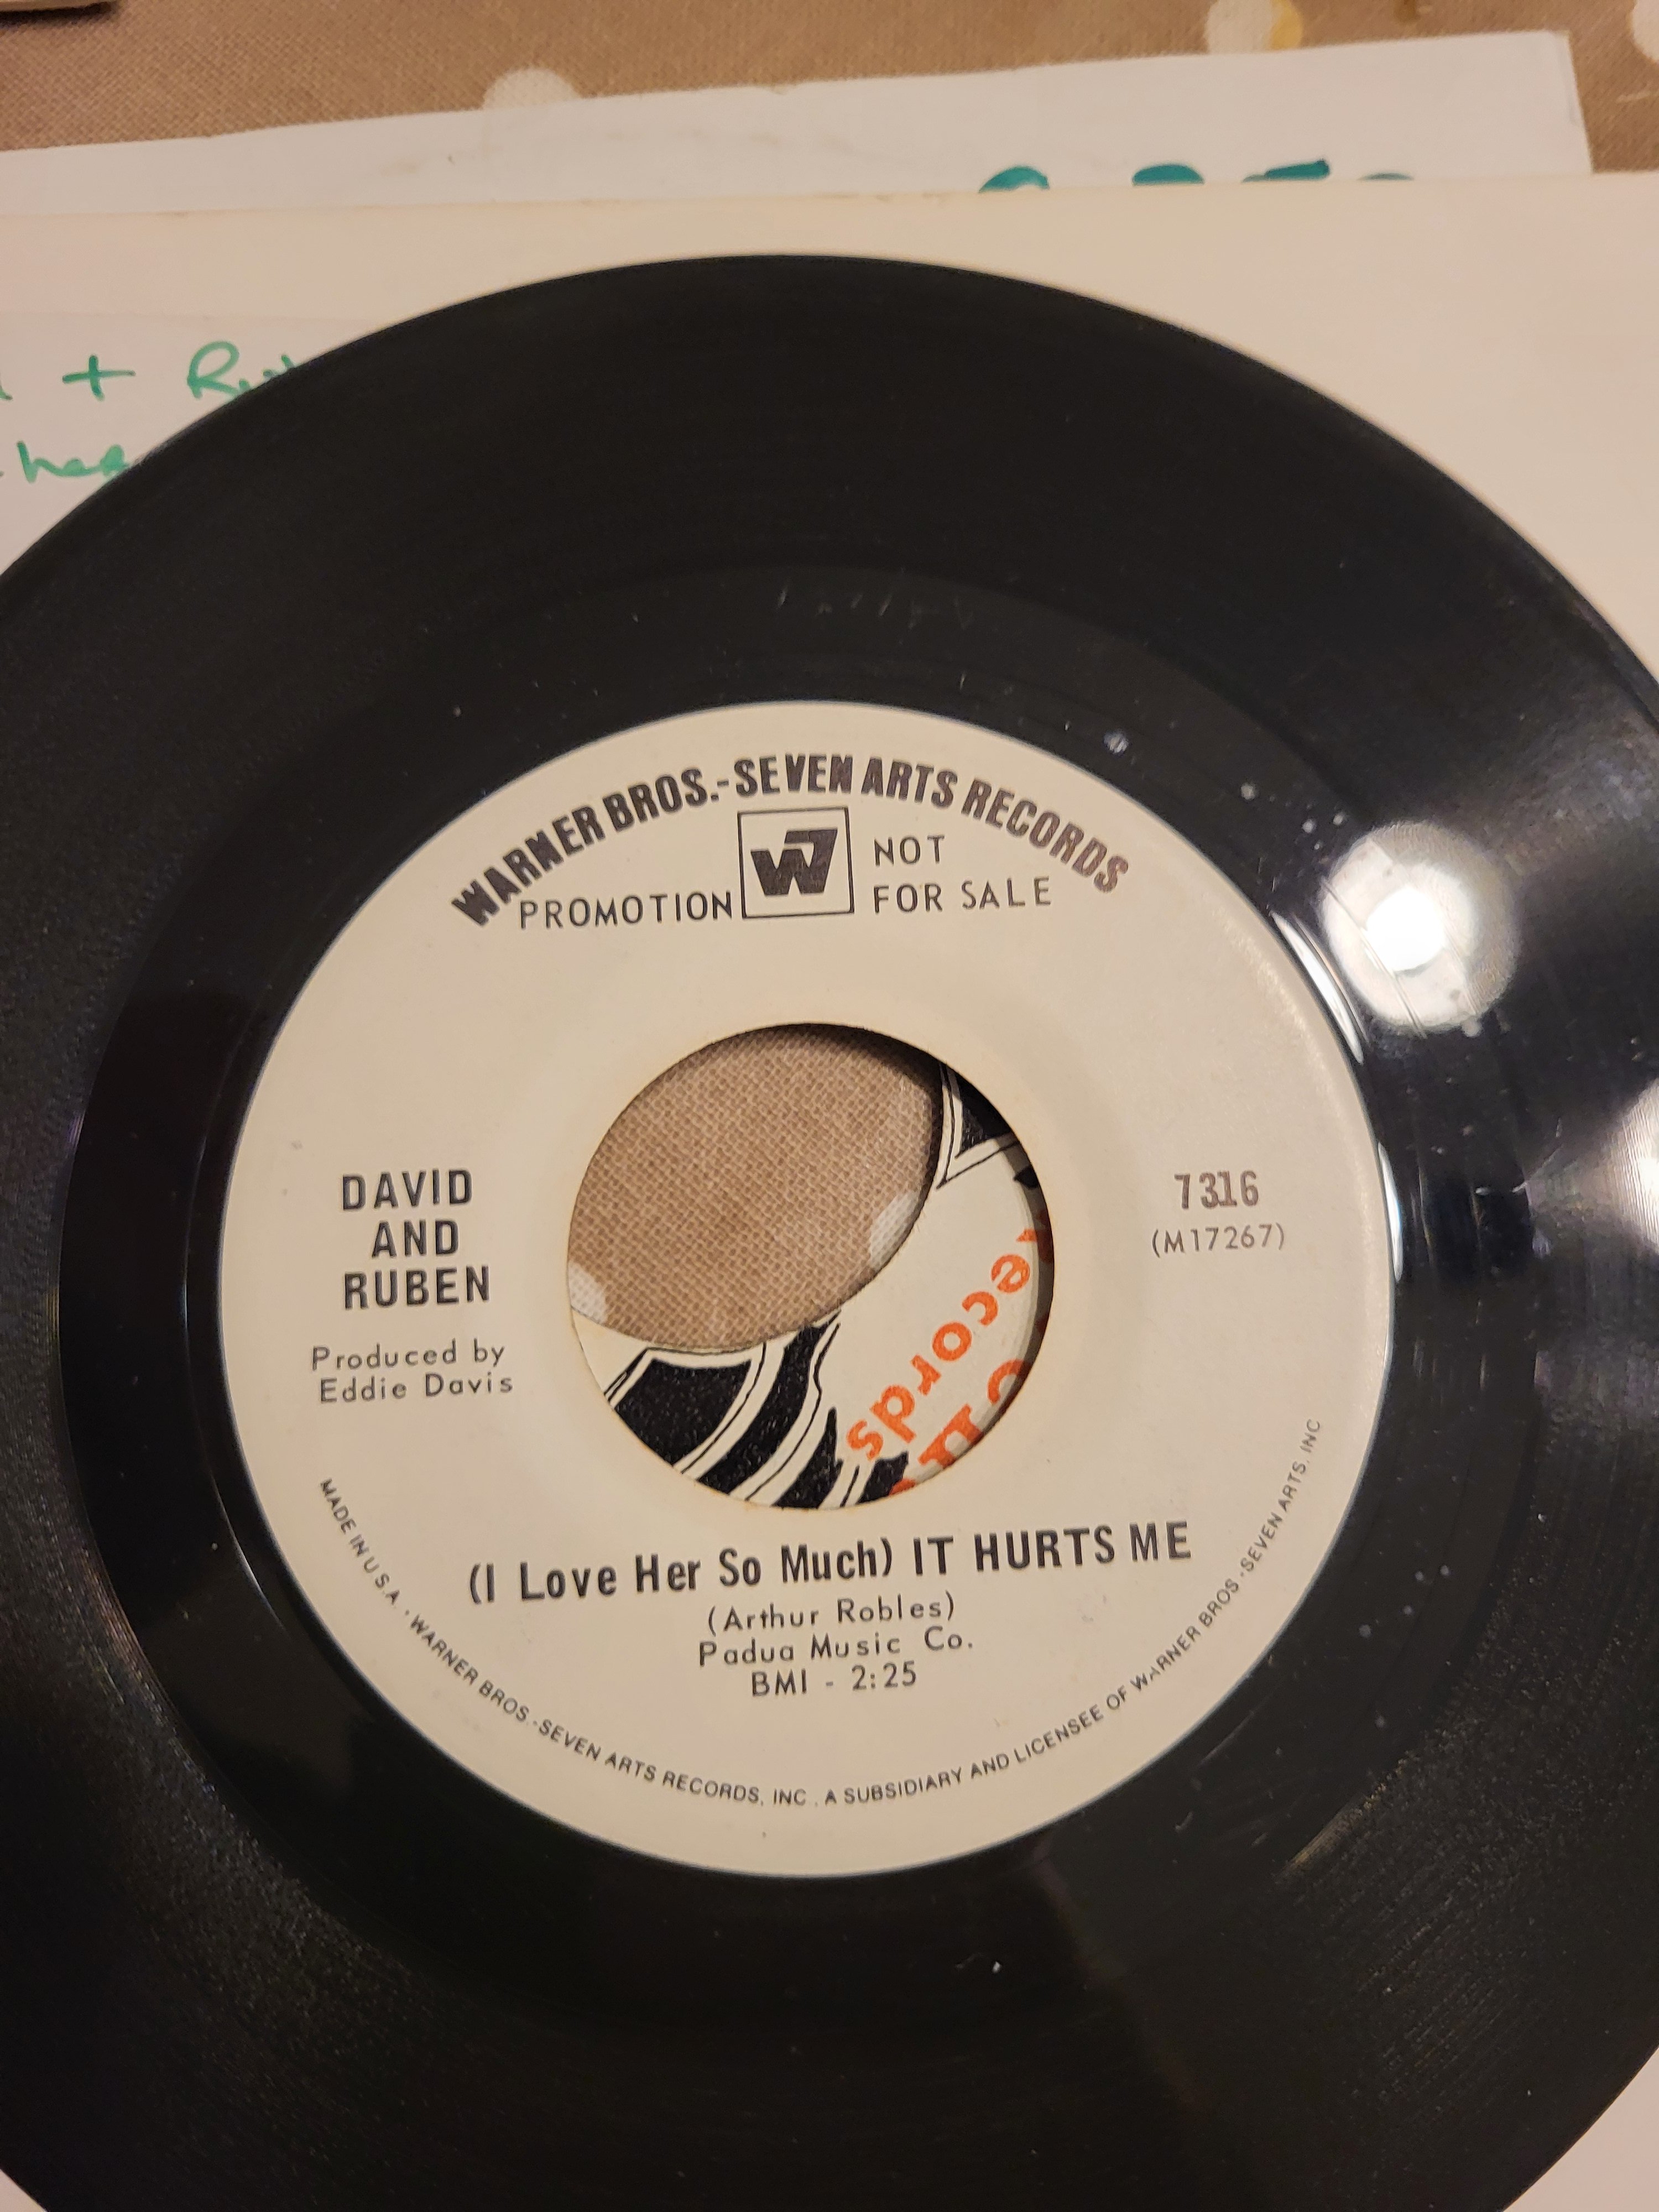 +
WARNER BROS.-SEVEN ARTS RECORDS
PROMOTION
W7
NOT
FOR SALE
DAVID
AND
RUBEN
Produced by
Eddie Davis
7316
(M17267)
ecords
(I Love Her So Much) IT HURTS ME
(Arthur Robles)
Padua Music Co.
BMI - 2:25
MADE IN U.S.A. · WARNER BROS.-SEVEN ARTS RECORDS, INC. A SUBSIDIARY AND LICENSEE OF WARNER BROS.-SEVEN ARTS, INC